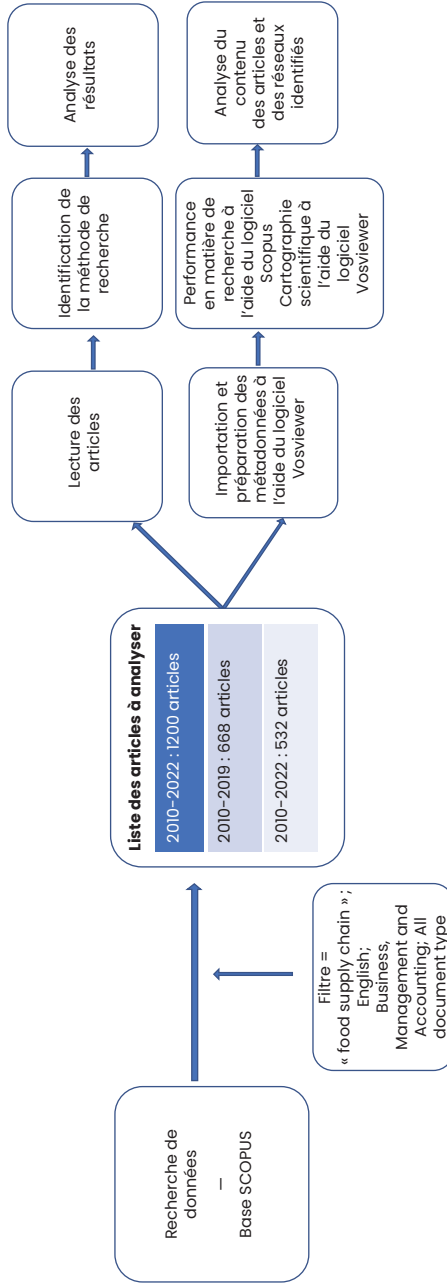 Recherche de
données
—
Base SCOPUS
Filtre =
« food supply chain » ;
English;
Business,
Management and
Accounting; All
document type
Liste des articles à analyser
2010-2022 : 1200 articles
2010-2019 : 668 articles
2010-2022 : 532 articles
Lecture des
articles
Identification de
la méthode de
recherche
Analyse des
résultats
Importation et
préparation des
métadonnées à
l’aide du logiciel
Vosviewer
Performance
en matière de
recherche à
l’aide du logiciel
Scopus
Cartographie
scientifique à
l’aide du
logiciel
Vosviewer
Analyse du
contenu
des articles et
des réseaux
identifiés